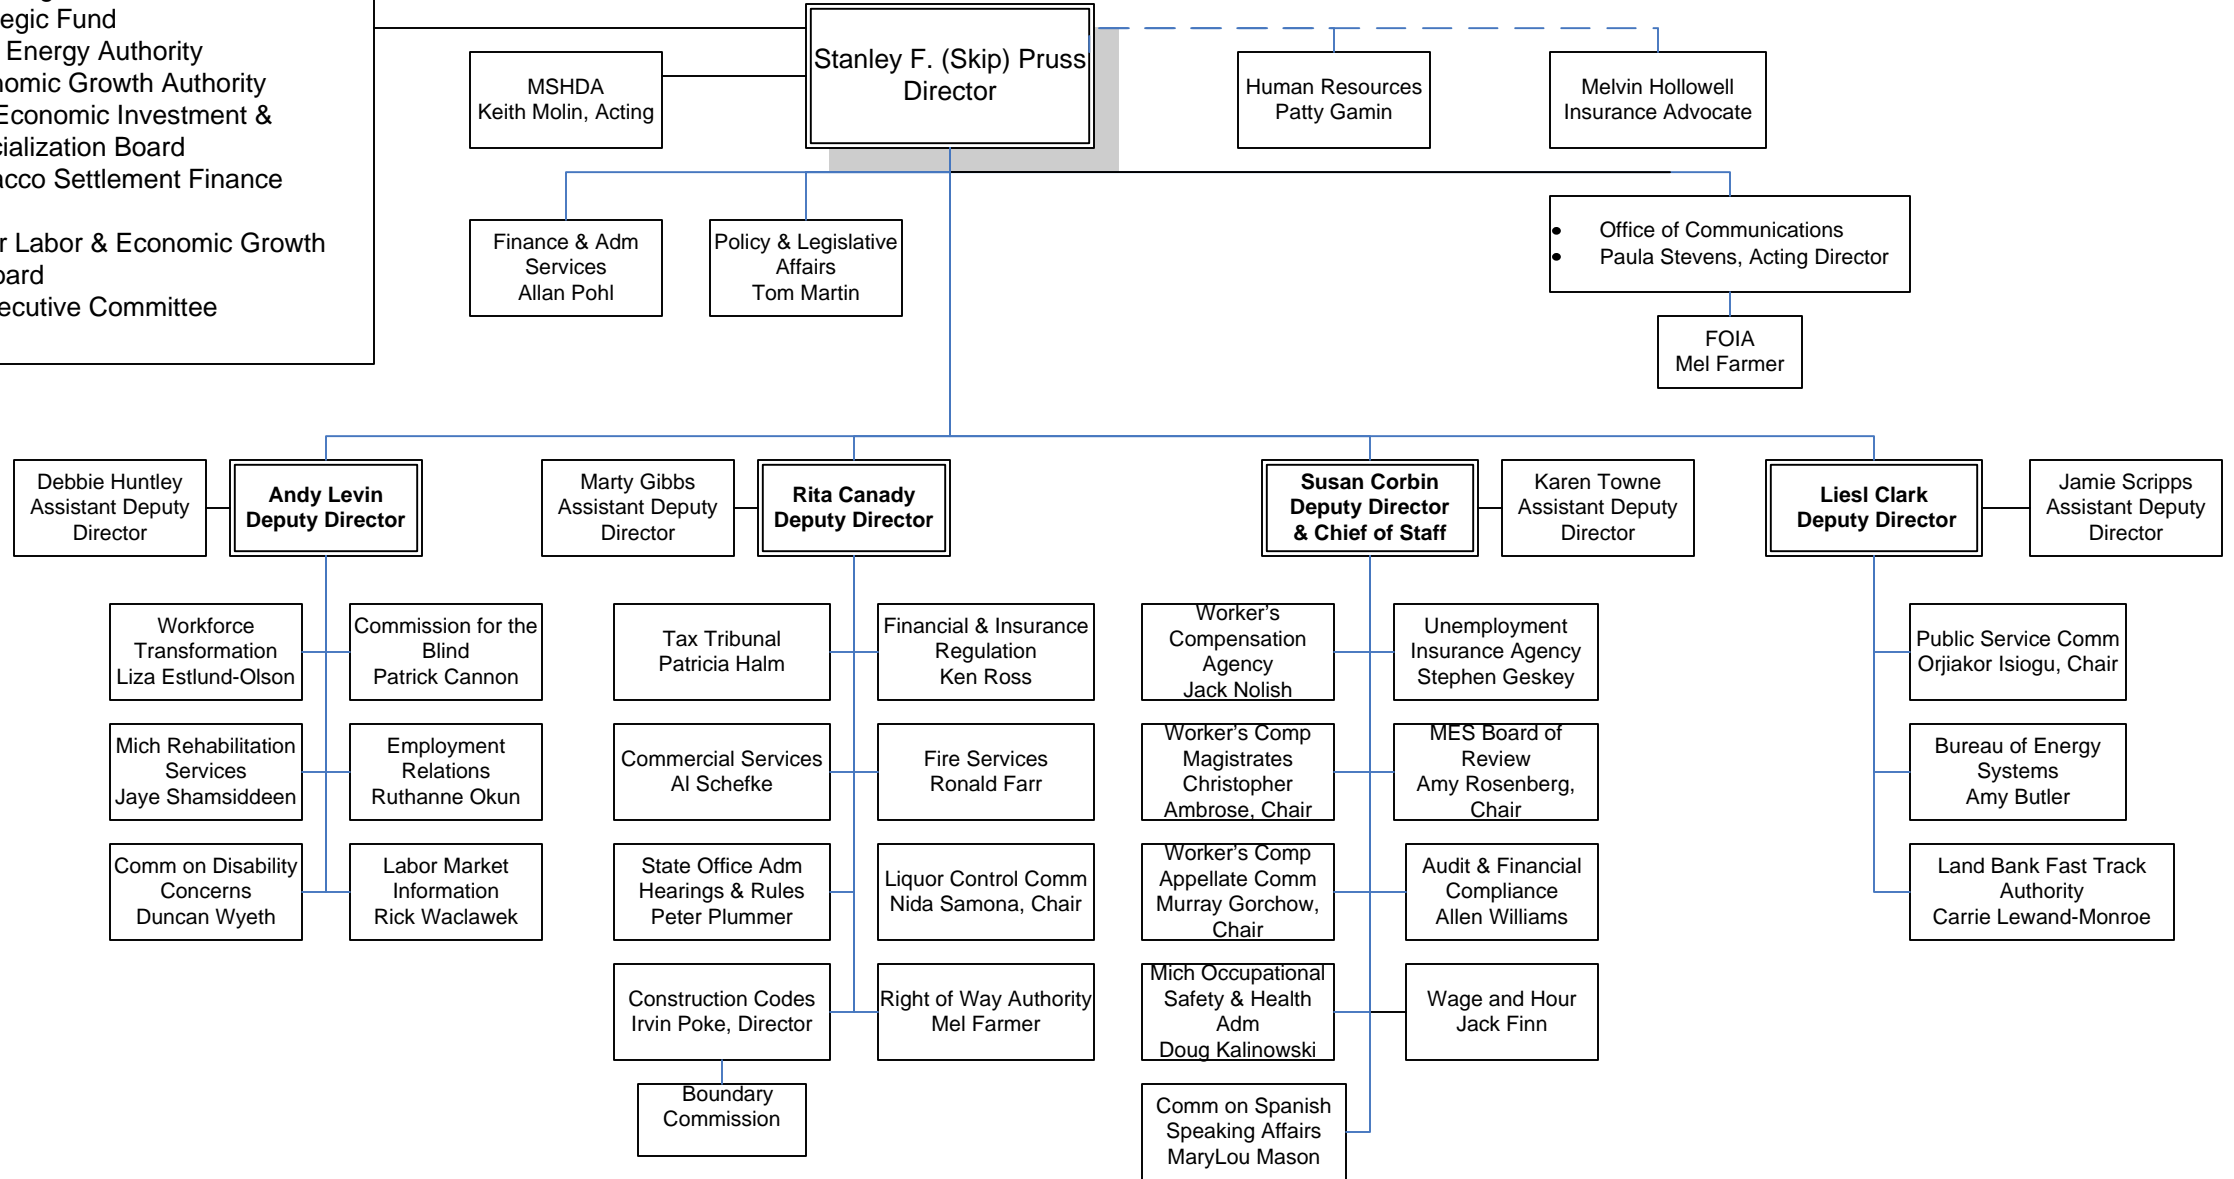 Fund
Energy Authority
Growth Authority
Economic Investment &
Board
Settlement Finance
Labor & Economic Growth
Committee
Stanley F. (Skip) Pruss
Director
MSHDA
Keith Molin, Acting
Human Resources
Patty Gamin
Melvin Hollowell
Insurance Advocate
Finance & Adm
Services
Allan Pohl
Policy & Legislative
Affairs
Tom Martin
• Office of Communications
• Paula Stevens, Acting Director
FOIA
Mel Farmer
Debbie Huntley
Assistant Deputy
Director
Andy Levin
Deputy Director
Marty Gibbs
Assistant Deputy
Director
Rita Canady
Deputy Director
Susan Corbin
Deputy Director
& Chief of Staff
Karen Towne
Assistant Deputy
Director
Liesl Clark
Deputy Director
Jamie Scripps
Assistant Deputy
Director
Workforce
Transformation
Liza Estlund-Olson
Commission for the
Blind
Patrick Cannon
Mich Rehabilitation
Services
Jaye Shamsiddeen
Employment
Relations
Ruthanne Okun
Comm on Disability
Concerns
Duncan Wyeth
Labor Market
Information
Rick Waclawek
Tax Tribunal
Patricia Halm
Financial & Insurance
Regulation
Ken Ross
Commercial Services
Al Schefke
Fire Services
Ronald Farr
State Office Adm
Hearings & Rules
Peter Plummer
Liquor Control Comm
Nida Samona, Chair
Construction Codes
Irvin Poke, Director
Right of Way Authority
Mel Farmer
Boundary
Commission
Worker's
Compensation
Agency
Jack Nolish
Unemployment
Insurance Agency
Stephen Geskey
Worker's Comp
Magistrates
Christopher
Ambrose, Chair
MES Board of
Review
Amy Rosenberg,
Chair
Worker's Comp
Appellate Comm
Murray Gorchow,
Chair
Audit & Financial
Compliance
Allen Williams
Mich Occupational
Safety & Health
Adm
Doug Kalinowski
Wage and Hour
Jack Finn
Comm on Spanish
Speaking Affairs
MaryLou Mason
Public Service Comm
Orjiakor Isiogu, Chair
Bureau of Energy
Systems
Amy Butler
Land Bank Fast Track
Authority
Carrie Lewand-Monroe